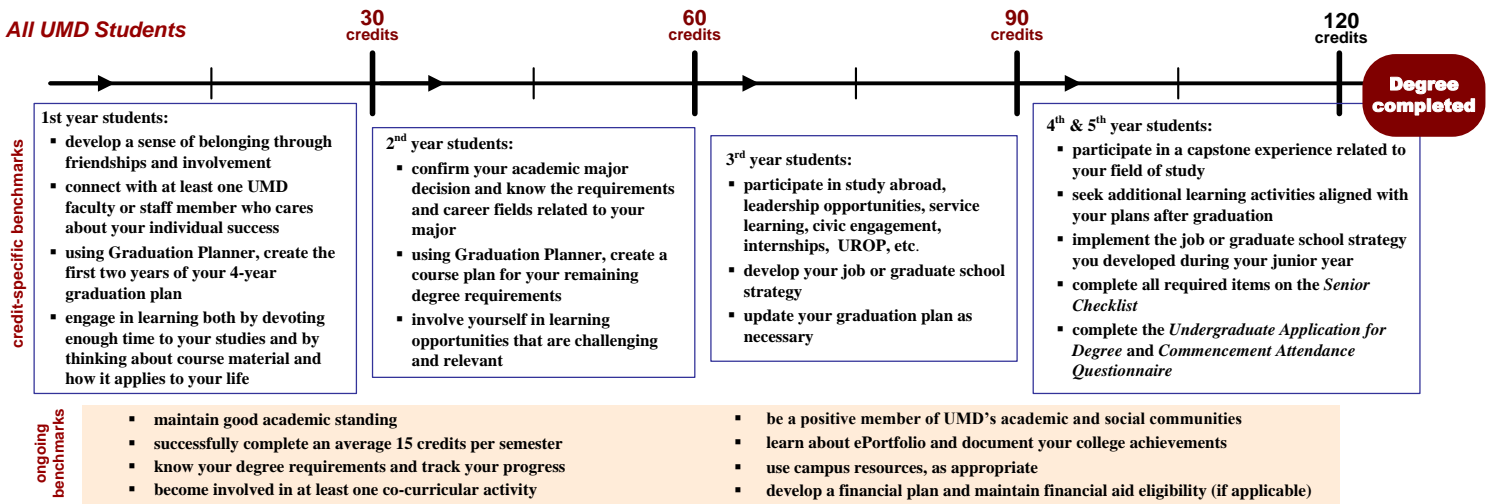 All UMD Students
30
credits
60
credits
90
credits
120
credits
Degree
completed
credit-specific benchmarks
1st year students:
▪ develop a sense of belonging through
friendships and involvement
▪ connect with at least one UMD
faculty or staff member who cares
about your individual success
▪ using Graduation Planner, create the
first two years of your 4-year
graduation plan
▪ engage in learning both by devoting
enough time to your studies and by
thinking about course material and
how it applies to your life
2nd year students:
▪ confirm your academic major
decision and know the requirements
and career fields related to your
major
▪ using Graduation Planner, create a
course plan for your remaining
degree requirements
▪ involve yourself in learning
opportunities that are challenging
and relevant
3rd year students:
▪ participate in study abroad,
leadership opportunities, service
learning, civic engagement,
internships, UROP, etc.
▪ develop your job or graduate school
strategy
▪ update your graduation plan as
necessary
4th & 5th year students:
▪ participate in a capstone experience related to
your field of study
▪ seek additional learning activities aligned with
your plans after graduation
▪ implement the job or graduate school strategy
you developed during your junior year
▪ complete all required items on the Senior
Checklist
▪ complete the Undergraduate Application for
Degree and Commencement Attendance
Questionnaire
ongoing
benchmarks
▪ maintain good academic standing
▪ successfully complete an average 15 credits per semester
▪ know your degree requirements and track your progress
▪ become involved in at least one co-curricular activity
▪ be a positive member of UMD's academic and social communities
▪ learn about ePortfolio and document your college achievements
▪ use campus resources, as appropriate
▪ develop a financial plan and maintain financial aid eligibility (if applicable)